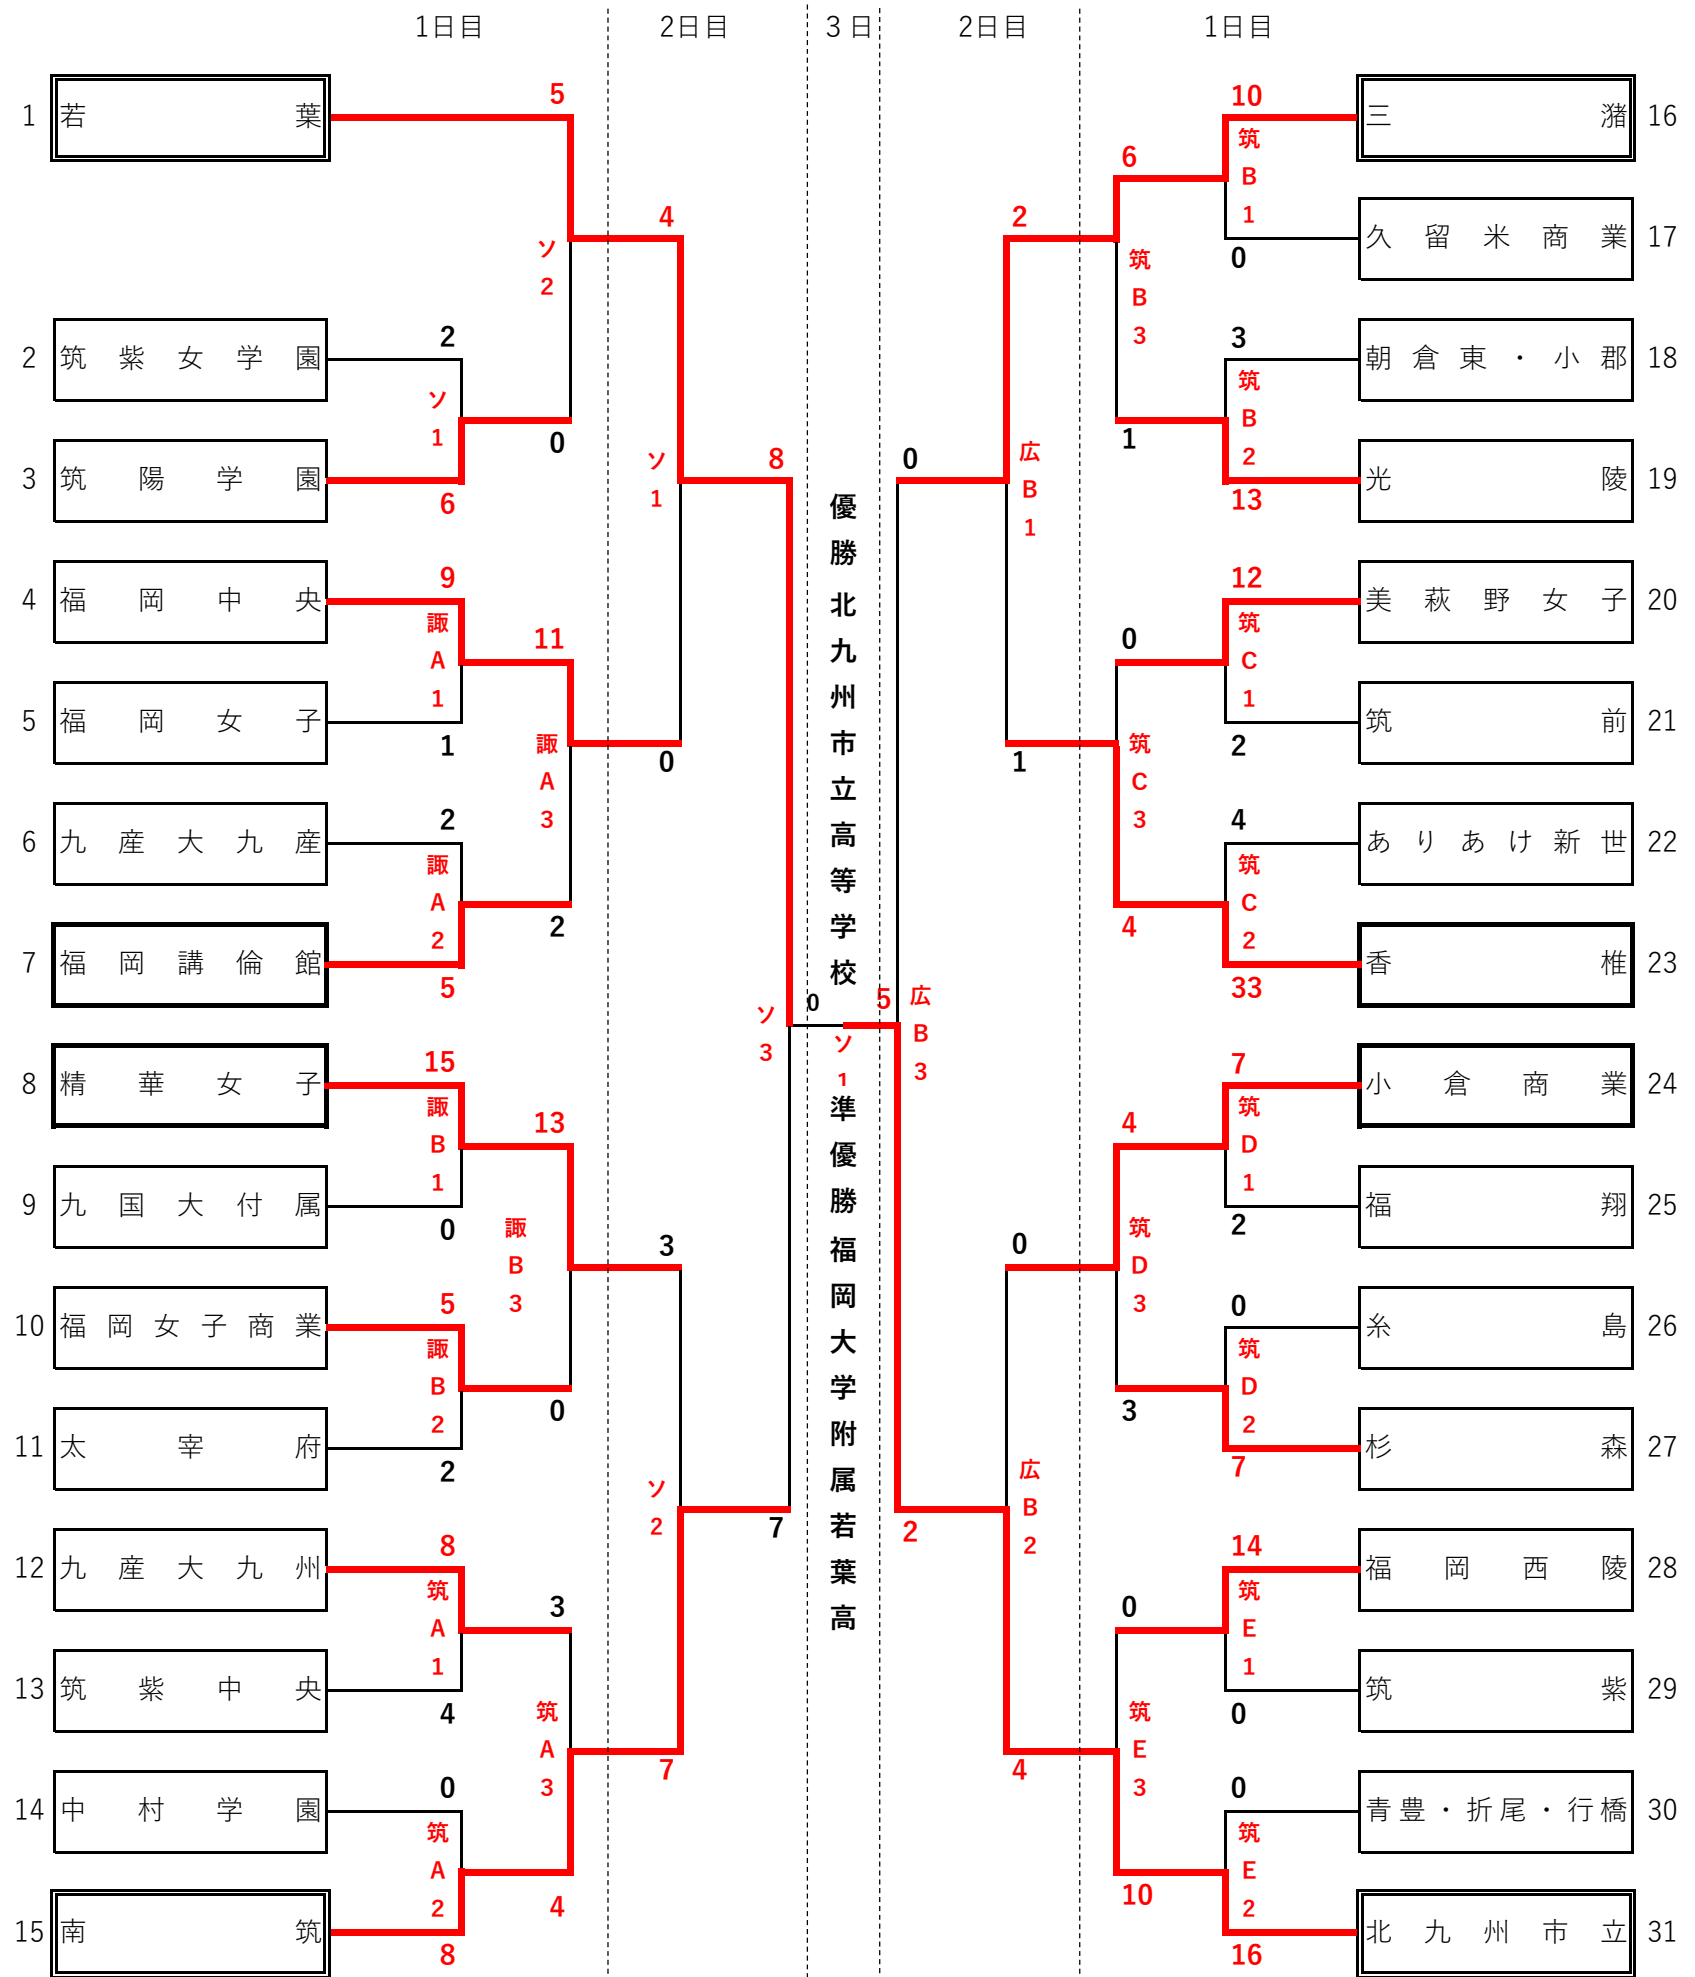 1日目 2日目 3日 2日目 1日目
1 若葉
2 筑紫女学園
3 筑陽学園
4 福岡中央
5 福岡女子
6 九産大九産
7 福岡講倫館
8 精華女子
9 九国大付属
10 福岡女子商業
11 太宰府
12 九産大九州
13 筑紫中央
14 中村学園
15 南筑
5
ソ2
0
2
ソ1
6
9
諏A1
1
11
諏A3
2
2
諏A2
5
15
諏B1
0
13
諏B3
0
5
諏B2
2
8
筑A1
4
3
筑A3
4
0
筑A2
8
4
ソ1
0
3
ソ2
7
8
ソ3
7
優勝 北九州市立高等学校
0 5
ソ1
準優勝 福岡大学附属若葉高
0
広B3
2
2
広B1
1
0
広B2
4
6
筑B3
1
0
筑C3
4
4
筑D3
3
0
筑E3
10
10
筑B1
0
3
筑B2
13
12
筑C1
2
4
筑C2
33
7
筑D1
2
0
筑D2
7
14
筑E1
0
0
筑E2
16
三潴 16
久留米商業 17
朝倉東・小郡 18
光陵 19
美萩野女子 20
筑前 21
ありあけ新世 22
香椎 23
小倉商業 24
福翔 25
糸島 26
杉森 27
福岡西陵 28
筑紫 29
青豊・折尾・行橋 30
北九州市立 31